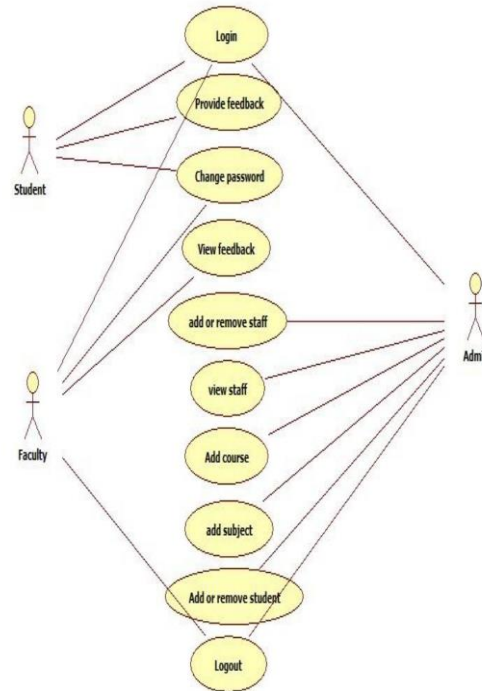 Login
Provide feedback
Student
Change password
View feedback
add or remove staff
Admi
view staff
Faculty
Add course
add subject
Add or remove student
Logout